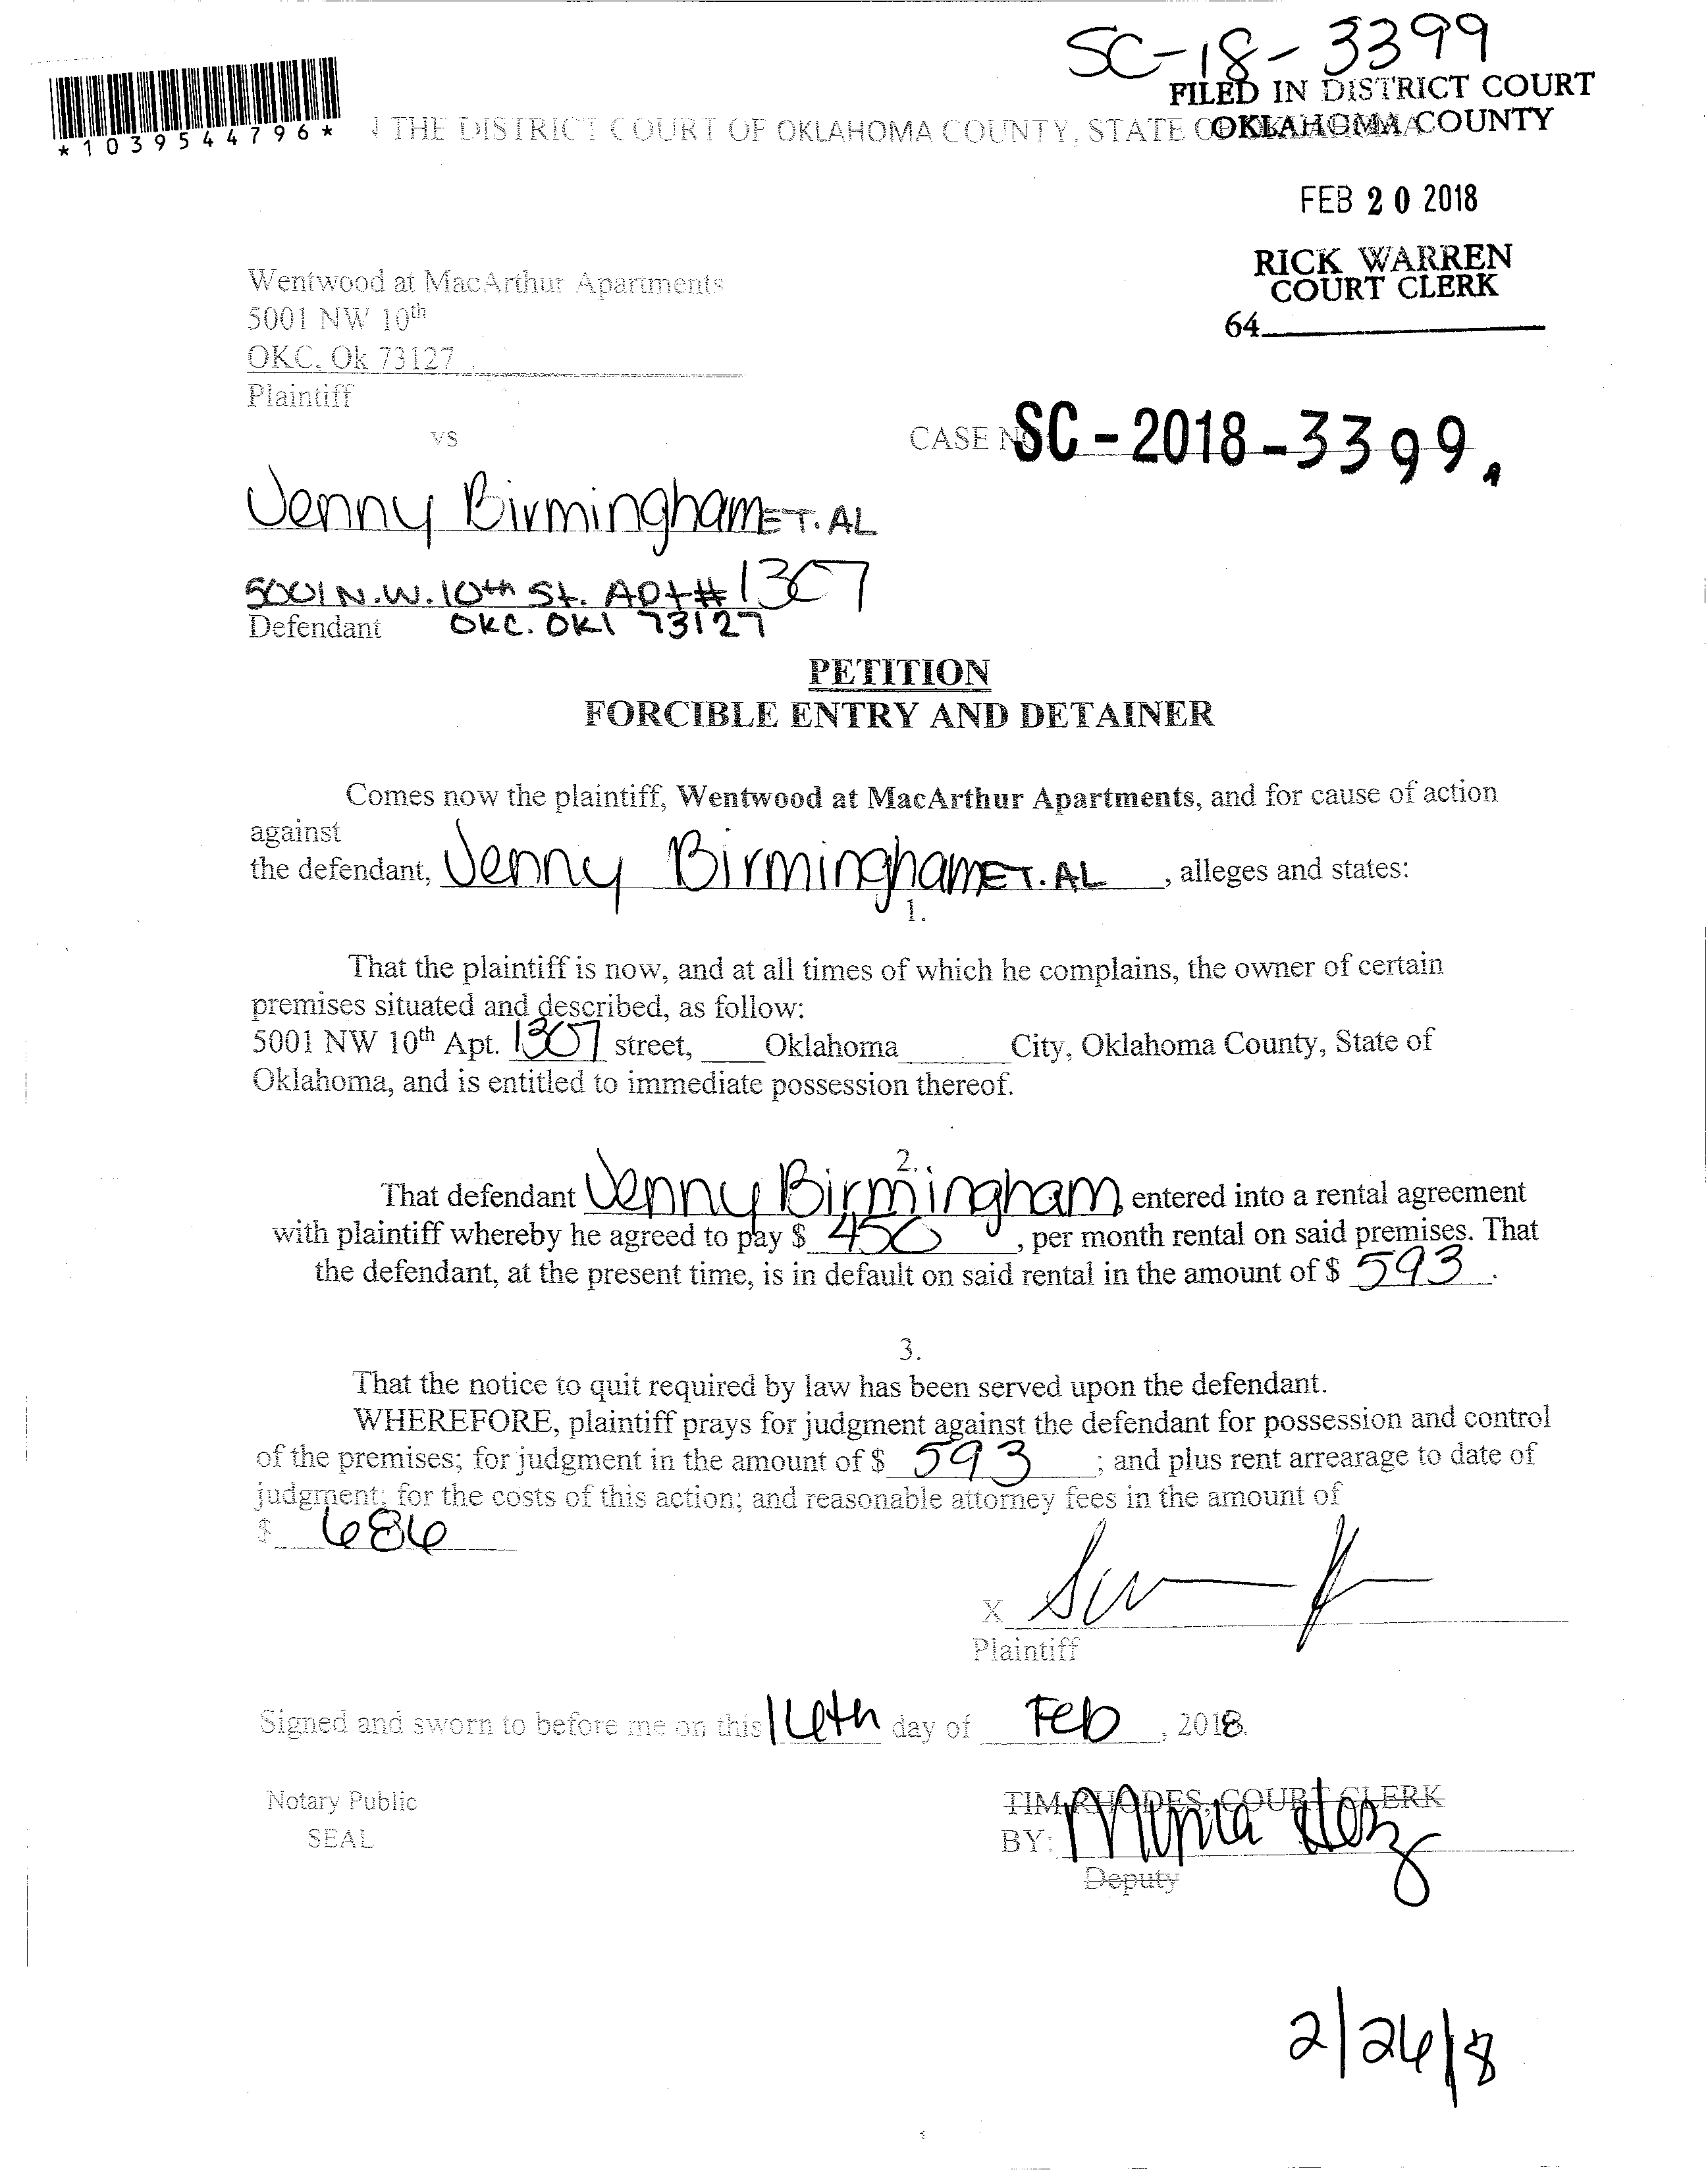 SC-18-3399
FILED IN DISTRICT COURT
OKLAHOMA COUNTY
*1039544796*
THE DISTRICT COURT OF OKLAHOMA COUNTY, STATE
FEB 20 2018
RICK WARREN
COURT CLERK
64
Wentwood at MacArthur Apartments
5001 NW 10th
OKC, Ok 73127
Plaintiff
vs
CASE NO SC-2018-3399
Jenny Birmingham ET. AL
5001 N.W. 10th St. APt# 1307
Defendant OKC. OKl 73127
PETITION
FORCIBLE ENTRY AND DETAINER
Comes now the plaintiff, Wentwood at MacArthur Apartments, and for cause of action
against
the defendant, Jenny Birmingham ET. AL, alleges and states:
1.
That the plaintiff is now, and at all times of which he complains, the owner of certain
premises situated and described, as follow:
5001 NW 10th Apt. 1307 street, Oklahoma City, Oklahoma County, State of
Oklahoma, and is entitled to immediate possession thereof.
2.
That defendant Jenny Birmingham, entered into a rental agreement
with plaintiff whereby he agreed to pay $ 450, per month rental on said premises. That
the defendant, at the present time, is in default on said rental in the amount of $ 593.
3.
That the notice to quit required by law has been served upon the defendant.
WHEREFORE, plaintiff prays for judgment against the defendant for possession and control
of the premises; for judgment in the amount of $ 593; and plus rent arrearage to date of
judgment; for the costs of this action; and reasonable attorney fees in the amount of
$ 686
X
Plaintiff
Signed and sworn to before me on this 16th day of Feb, 2018.
Notary Public
SEAL
TIM RHODES, COURT CLERK
BY:
Deputy
2/26/8